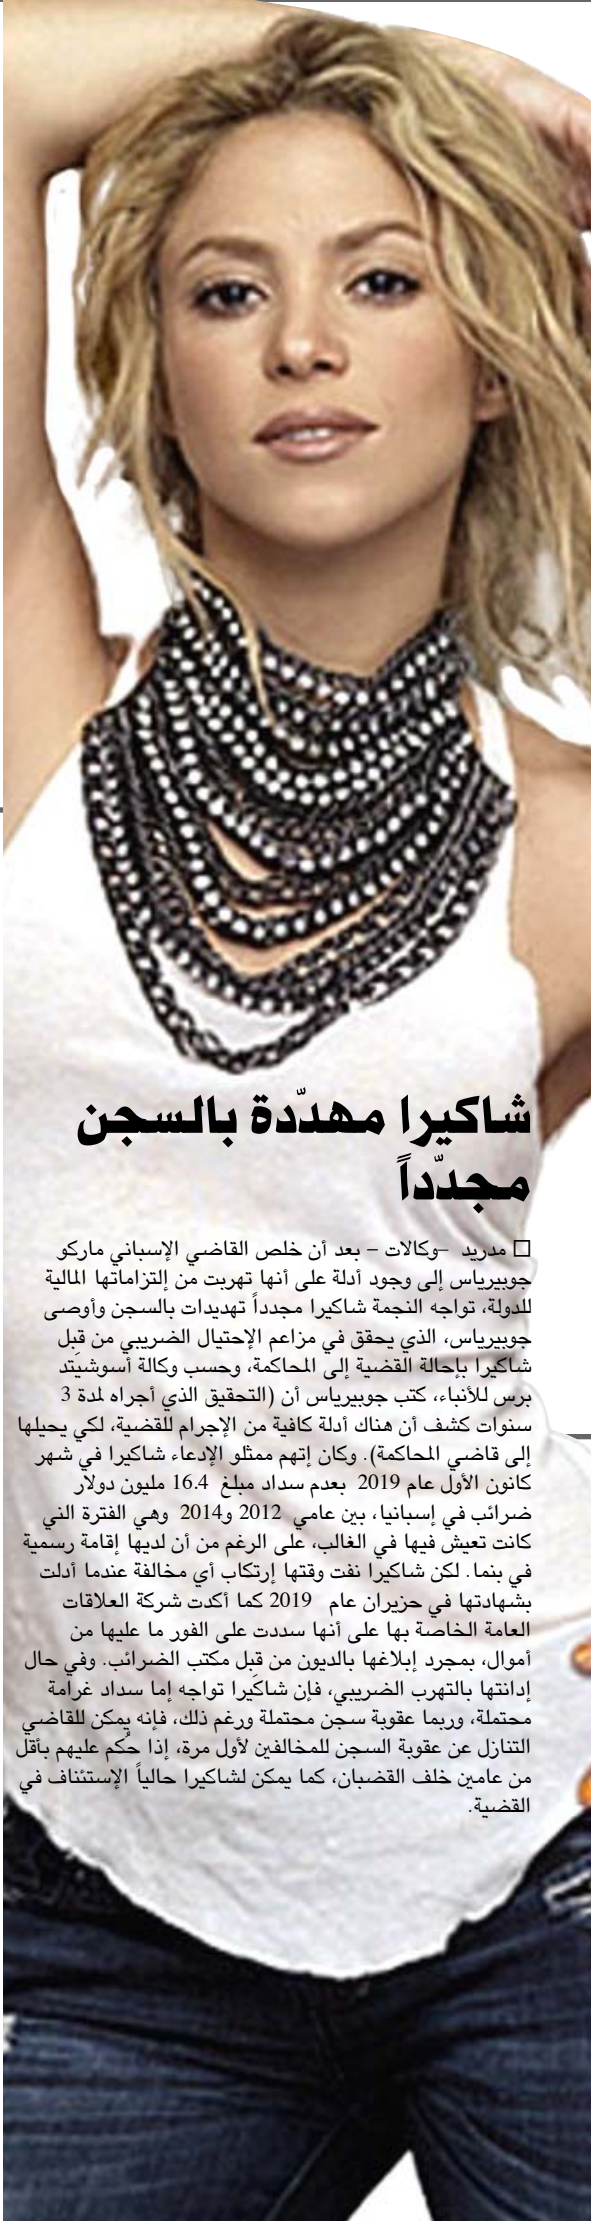 شاكيرا مهدّدة بالسجن
مجدّداً
□ مدريد –وكالات – بعد أن خلص القاضي الإسباني ماركو
جوبيرياس إلى وجود أدلة على أنها تهربت من إلتزاماتها المالية
للدولة، تواجه النجمة شاكيرا مجدداً تهديدات بالسجن وأوصى
جوبيرياس، الذي يحقق في مزاعم الإحتيال الضريبي من قبل
شاكيرا بإحالة القضية إلى المحاكمة، وحسب وكالة أسوشيَتد
برس للأنباء، كتب جوبيرياس أن (التحقيق الذي أجراه لمدة 3
سنوات كشف أن هناك أدلة كافية من الإجرام للقضية، لكي يحيلها
إلى قاضي المحاكمة). وكان إتهم ممثلو الإدعاء شاكيرا في شهر
كانون الأول عام 2019 بعدم سداد مبلغ 16.4 مليون دولار
ضرائب في إسبانيا، بين عامي 2012 و2014 وهي الفترة التي
كانت تعيش فيها في الغالب، على الرغم من أن لديها إقامة رسمية
في بنما. لكن شاكيرا نفت وقتها إرتكاب أي مخالفة عندما أدلت
بشهادتها في حزيران عام 2019 كما أكدت شركة العلاقات
العامة الخاصة بها على أنها سددت على الفور ما عليها من
أموال، بمجرد إبلاغها بالديون من قبل مكتب الضرائب. وفي حال
إدانتها بالتهرب الضريبي، فإن شاكيرا تواجه إما سداد غرامة
محتملة، وربما عقوبة سجن محتملة ورغم ذلك، فإنه يمكن للقاضي
التنازل عن عقوبة السجن للمخالفين لأول مرة، إذا حُكم عليهم بأقل
من عامين خلف القضبان، كما يمكن لشاكيرا حالياً الإستئناف في
القضية.